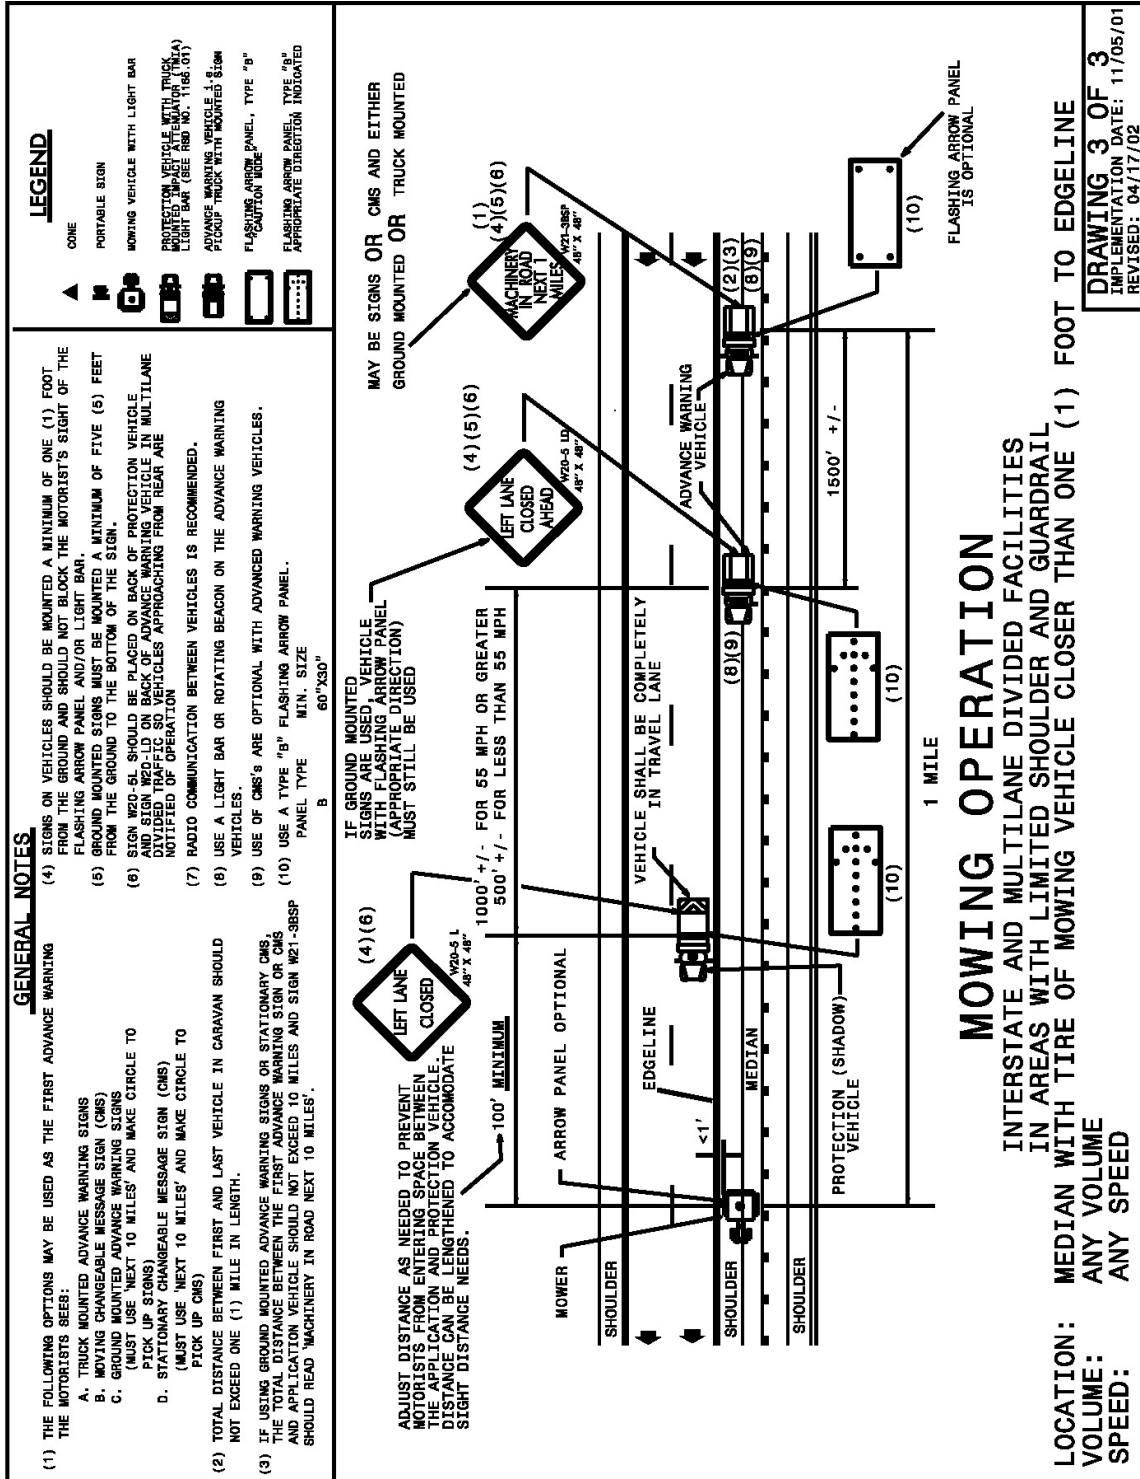 GENERAL NOTES
(1) THE FOLLOWING OPTIONS MAY BE USED AS THE FIRST ADVANCE WARNING
THE MOTORISTS SEES:
A. TRUCK MOUNTED ADVANCE WARNING SIGNS
B. MOVING CHANGEABLE MESSAGE SIGN (CMS)
C. GROUND MOUNTED ADVANCE WARNING SIGNS
(MUST USE 'NEXT 10 MILES' AND MAKE CIRCLE TO
PICK UP SIGNS)
D. STATIONARY CHANGEABLE MESSAGE SIGN (CMS)
(MUST USE 'NEXT 10 MILES' AND MAKE CIRCLE TO
PICK UP CMS)
(2) TOTAL DISTANCE BETWEEN FIRST AND LAST VEHICLE IN CARAVAN SHOULD
NOT EXCEED ONE (1) MILE IN LENGTH.
(3) IF USING GROUND MOUNTED ADVANCE WARNING SIGNS OR STATIONARY CMS,
THE TOTAL DISTANCE BETWEEN THE FIRST ADVANCE WARNING SIGN OR CMS
AND APPLICATION VEHICLE SHOULD NOT EXCEED 10 MILES AND SIGN W21-3BSP
SHOULD READ 'MACHINERY IN ROAD NEXT 10 MILES'.
(4) SIGNS ON VEHICLES SHOULD BE MOUNTED A MINIMUM OF ONE (1) FOOT
FROM THE GROUND AND SHOULD NOT BLOCK THE MOTORIST'S SIGHT OF THE
FLASHING ARROW PANEL AND/OR LIGHT BAR.
(5) GROUND MOUNTED SIGNS MUST BE MOUNTED A MINIMUM OF FIVE (5) FEET
FROM THE GROUND TO THE BOTTOM OF THE SIGN.
(6) SIGN W20-5L SHOULD BE PLACED ON BACK OF PROTECTION VEHICLE
AND SIGN W20-LD ON BACK OF ADVANCE WARNING VEHICLE IN MULTILANE
DIVIDED TRAFFIC SO VEHICLES APPROACHING FROM REAR ARE
NOTIFIED OF OPERATION
(7) RADIO COMMUNICATION BETWEEN VEHICLES IS RECOMMENDED.
(8) USE A LIGHT BAR OR ROTATING BEACON ON THE ADVANCE WARNING
VEHICLES.
(9) USE OF CMS's ARE OPTIONAL WITH ADVANCED WARNING VEHICLES.
(10) USE A TYPE "B" FLASHING ARROW PANEL.
PANEL TYPE MIN. SIZE
B 60"X30"
LEGEND
CONE
PORTABLE SIGN
MOWING VEHICLE WITH LIGHT BAR
PROTECTION VEHICLE WITH TRUCK
MOUNTED IMPACT ATTENUATOR (TMIA)
LIGHT BAR (SEE RBD NO. 1166.01)
ADVANCE WARNING VEHICLE i.e.
PICKUP TRUCK WITH MOUNTED SIGN
FLASHING ARROW PANEL, TYPE "B"
"CAUTION MODE"
FLASHING ARROW PANEL, TYPE "B"
APPROPRIATE DIRECTION INDICATED
ADJUST DISTANCE AS NEEDED TO PREVENT
MOTORISTS FROM ENTERING SPACE BETWEEN
THE APPLICATION AND PROTECTION VEHICLE.
DISTANCE CAN BE LENGTHENED TO ACCOMODATE
SIGHT DISTANCE NEEDS.
LEFT LANE
CLOSED
(4)(6)
W20-5 L
48" X 48"
IF GROUND MOUNTED
SIGNS ARE USED, VEHICLE
WITH FLASHING ARROW PANEL
(APPROPRIATE DIRECTION)
MUST STILL BE USED
LEFT LANE
CLOSED
AHEAD
(4)(5)(6)
W20-5 LD
48" X 48"
MAY BE SIGNS OR CMS AND EITHER
GROUND MOUNTED OR TRUCK MOUNTED
MACHINERY
IN ROAD
NEXT 1
MILES
(1)
(4)(5)(6)
W21-3BSP
48" X 48"
100' MINIMUM
1000' +/- FOR 55 MPH OR GREATER
500' +/- FOR LESS THAN 55 MPH
MOWER
ARROW PANEL OPTIONAL
EDGELINE
VEHICLE SHALL BE COMPLETELY
IN TRAVEL LANE
ADVANCE WARNING
VEHICLE
SHOULDER
SHOULDER
<1'
MEDIAN
(8)(9)
(2)(3)
(8)(9)
SHOULDER
PROTECTION (SHADOW)
VEHICLE
(10)
(10)
(10)
1500' +/-
FLASHING ARROW PANEL
IS OPTIONAL
1 MILE
MOWING OPERATION
INTERSTATE AND MULTILANE DIVIDED FACILITIES
IN AREAS WITH LIMITED SHOULDER AND GUARDRAIL
LOCATION: MEDIAN WITH TIRE OF MOWING VEHICLE CLOSER THAN ONE (1) FOOT TO EDGELINE
VOLUME: ANY VOLUME
SPEED: ANY SPEED
DRAWING 3 OF 3
IMPLEMENTATION DATE: 11/05/01
REVISED: 04/17/02